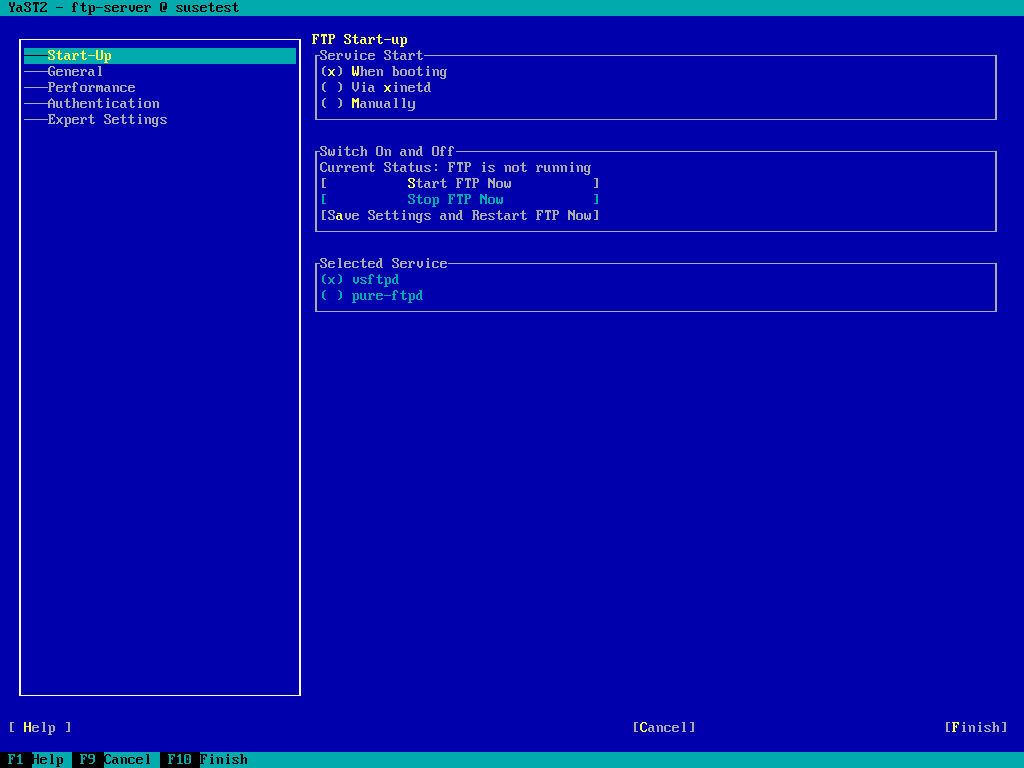 YaST2 - ftp-server @ susetest
Start-Up
General
Performance
Authentication
Expert Settings
FTP Start-up
Service Start
(x) When booting
( ) Via xinetd
( ) Manually
Switch On and Off
Current Status: FTP is not running
[ Start FTP Now ]
[ Stop FTP Now ]
[Save Settings and Restart FTP Now]
Selected Service
(x) vsftpd
( ) pure-ftpd
[ Help ] [Cancel] [Finish]
F1 Help F9 Cancel F10 Finish